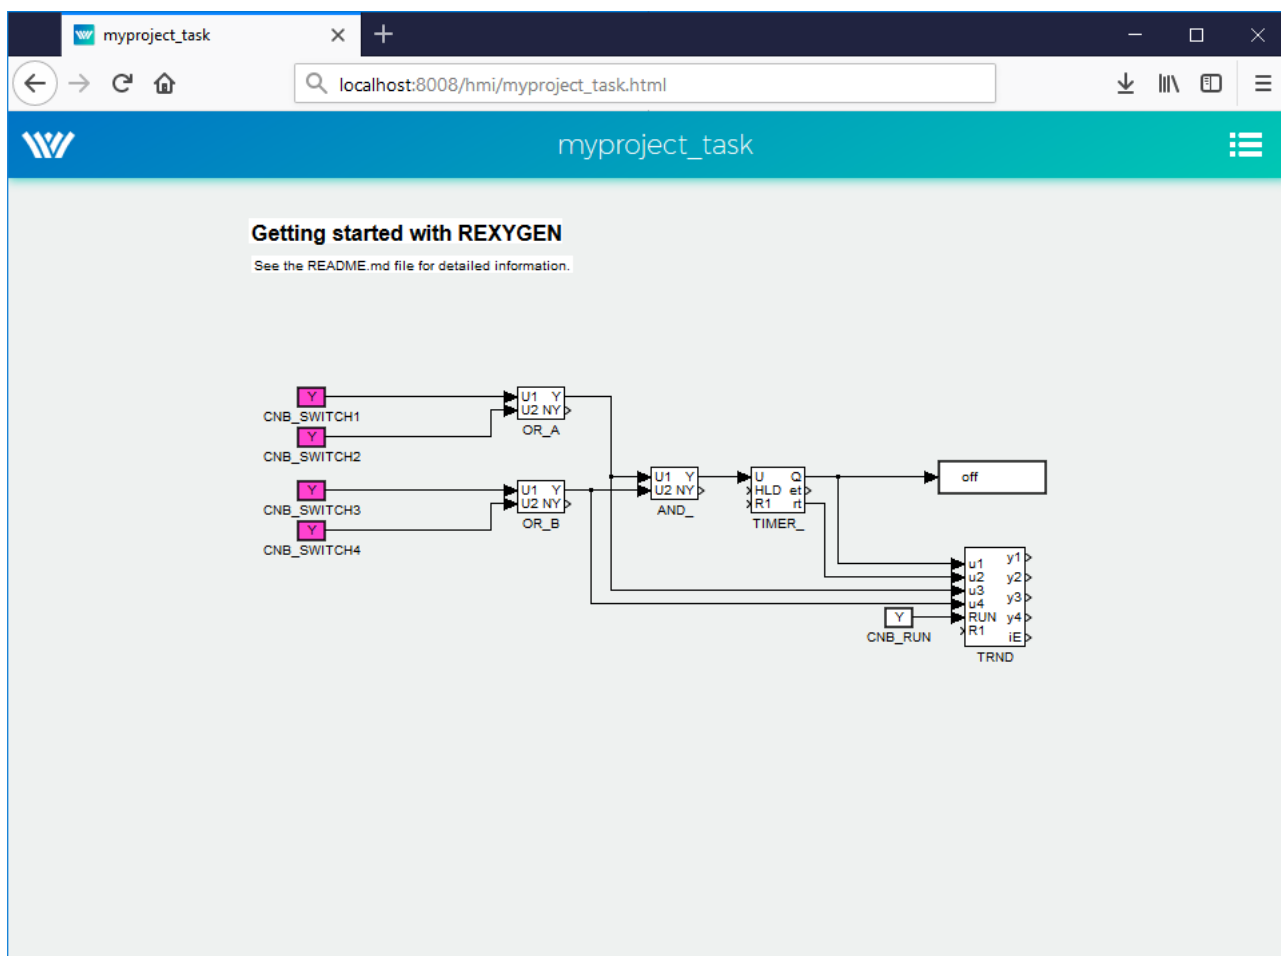 myproject_task
localhost:8008/hmi/myproject_task.html
myproject_task
Getting started with REXYGEN
See the README.md file for detailed information.
Y
CNB_SWITCH1
Y
CNB_SWITCH2
U1 Y
U2 NY
OR_A
Y
CNB_SWITCH3
Y
CNB_SWITCH4
U1 Y
U2 NY
OR_B
U1 Y
U2 NY
AND_
U Q
HLD et
R1 rt
TIMER_
off
Y
CNB_RUN
u1 y1
u2 y2
u3 y3
u4
RUN y4
R1 iE
TRND